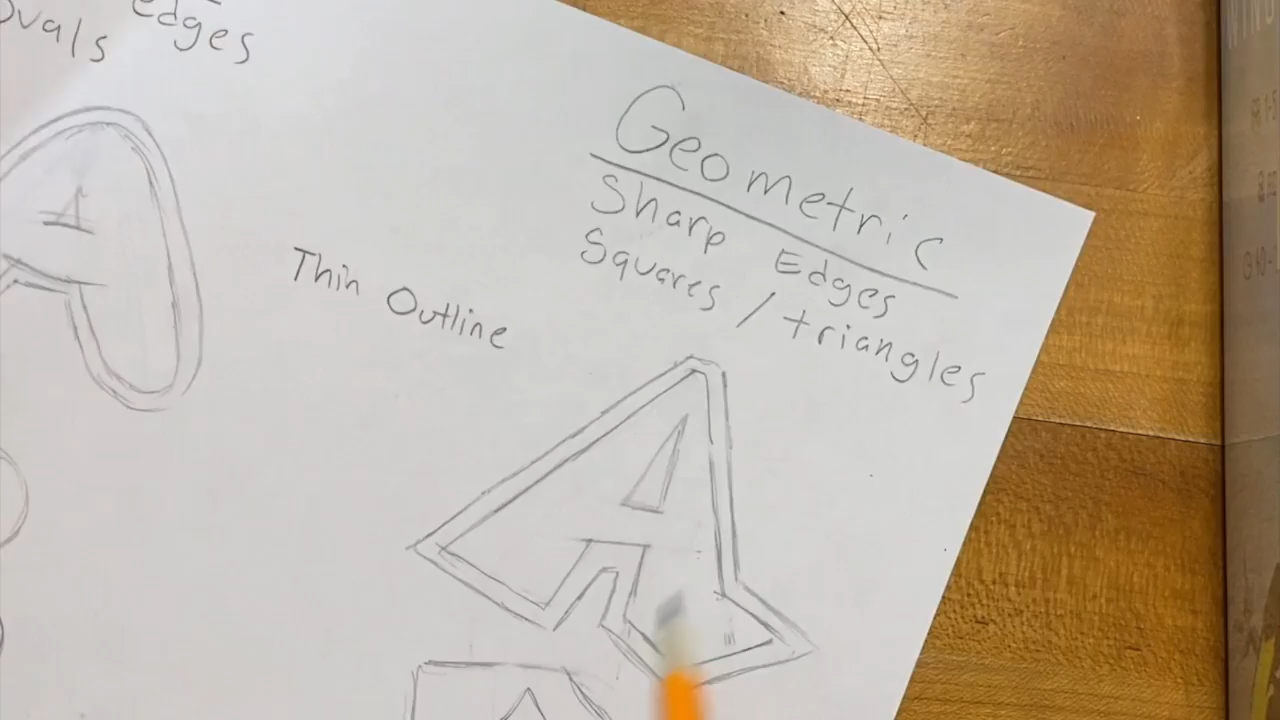 Ovals
edges
Geometric
Sharp Edges
Squares / triangles
Thin Outline
A
A